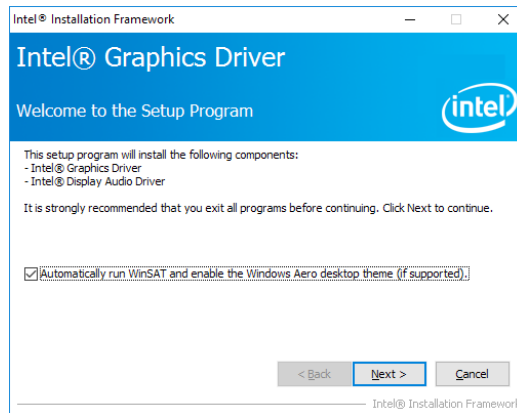 Intel® Installation Framework
Intel® Graphics Driver
Welcome to the Setup Program
intel
This setup program will install the following components:
- Intel® Graphics Driver
- Intel® Display Audio Driver
It is strongly recommended that you exit all programs before continuing. Click Next to continue.
Automatically run WinSAT and enable the Windows Aero desktop theme (if supported).
< Back Next > Cancel
Intel® Installation Framework